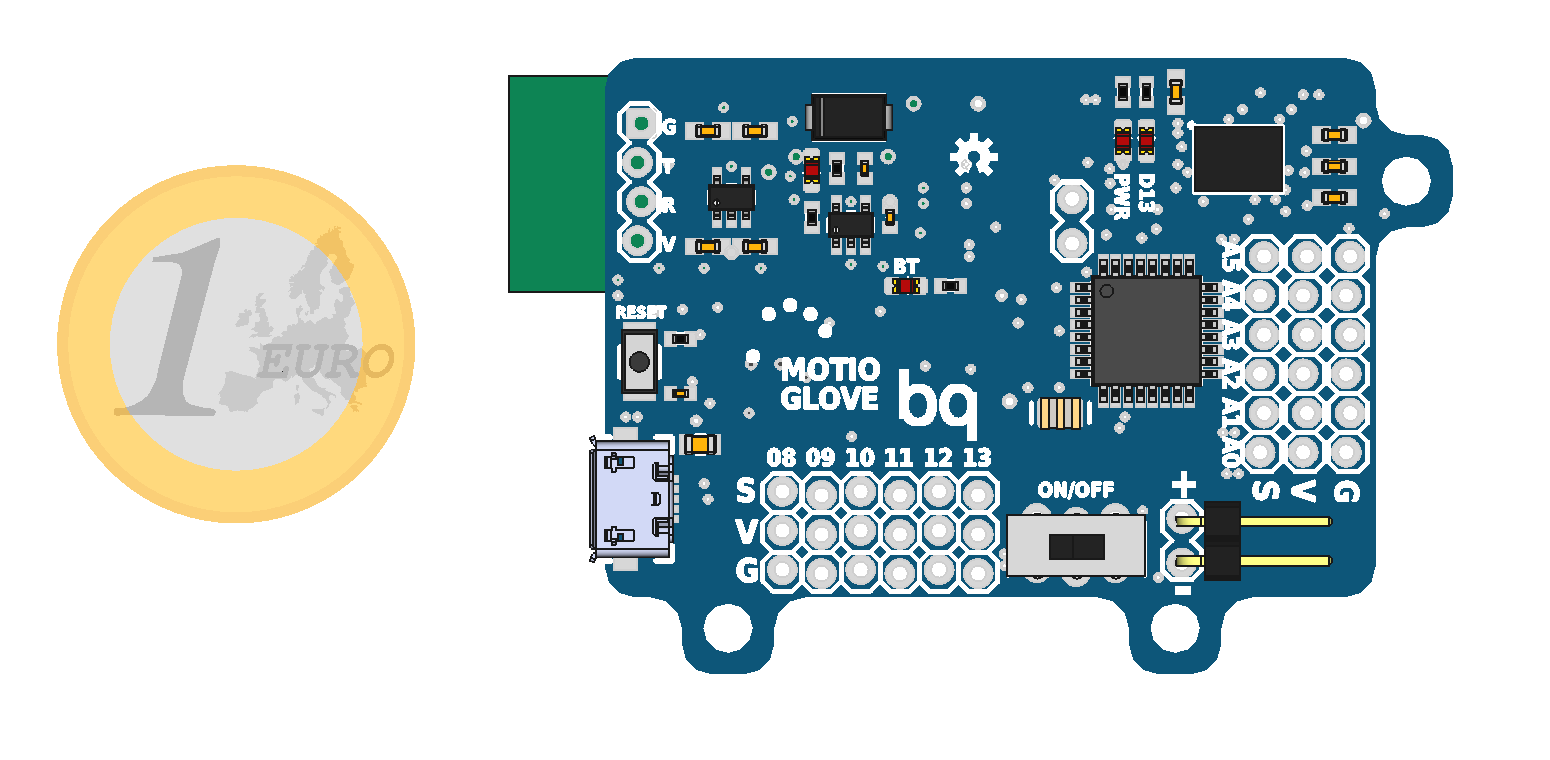 1
EURO
G
T
R
V
PWR
D13
BT
RESET
MOTIO
GLOVE
bq
A5 A4 A3 A2 A1 A0
08 09 10 11 12 13
S
V
G
ON/OFF
+
-
S V G